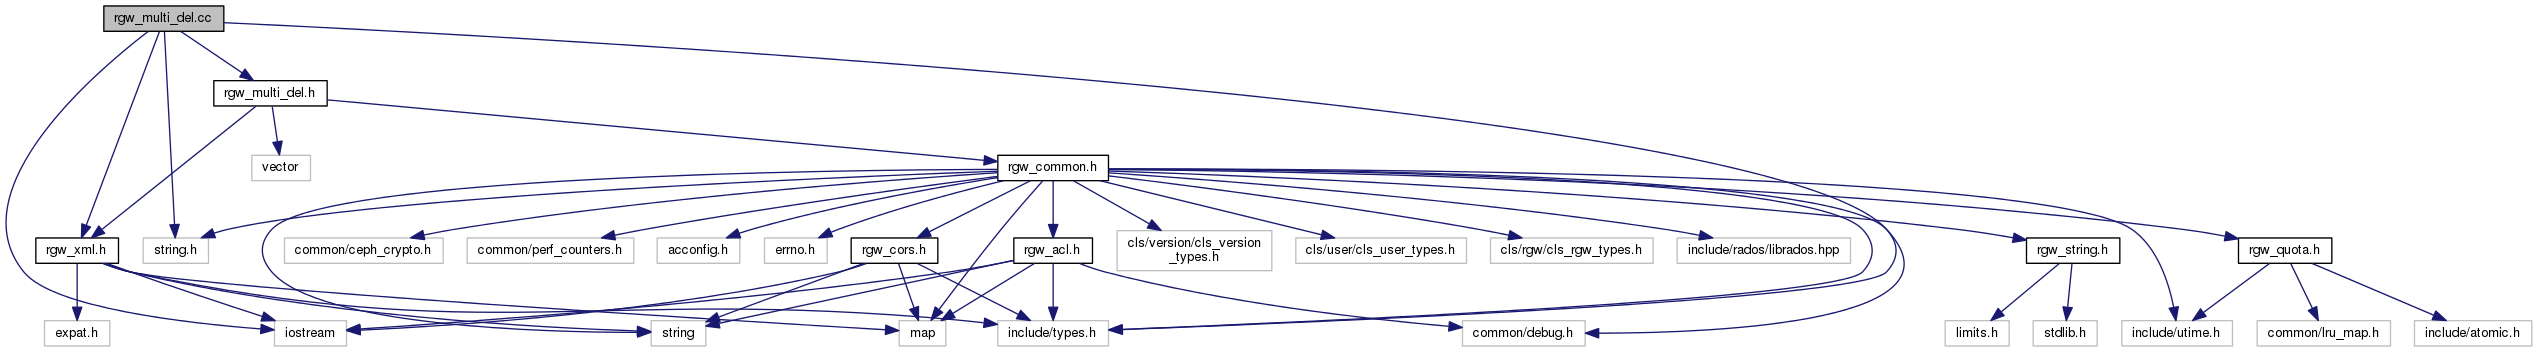 rgw_multi_del.cc
rgw_multi_del.h
vector
rgw_common.h
rgw_xml.h
string.h
common/ceph_crypto.h
common/perf_counters.h
acconfig.h
errno.h
rgw_cors.h
rgw_acl.h
cls/version/cls_version
_types.h
cls/user/cls_user_types.h
cls/rgw/cls_rgw_types.h
include/rados/librados.hpp
rgw_string.h
rgw_quota.h
expat.h
iostream
string
map
include/types.h
common/debug.h
limits.h
stdlib.h
include/utime.h
common/lru_map.h
include/atomic.h